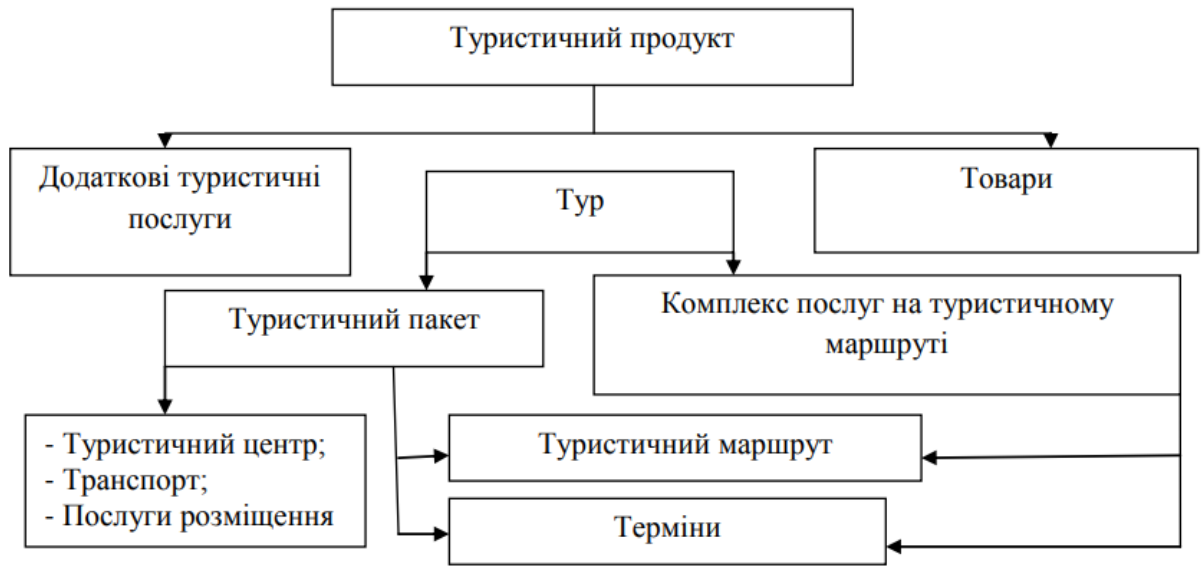 Туристичний продукт
Додаткові туристичні
послуги
Тур
Товари
Туристичний пакет
Комплекс послуг на туристичному
маршруті
- Туристичний центр;
- Транспорт;
- Послуги розміщення
Туристичний маршрут
Терміни